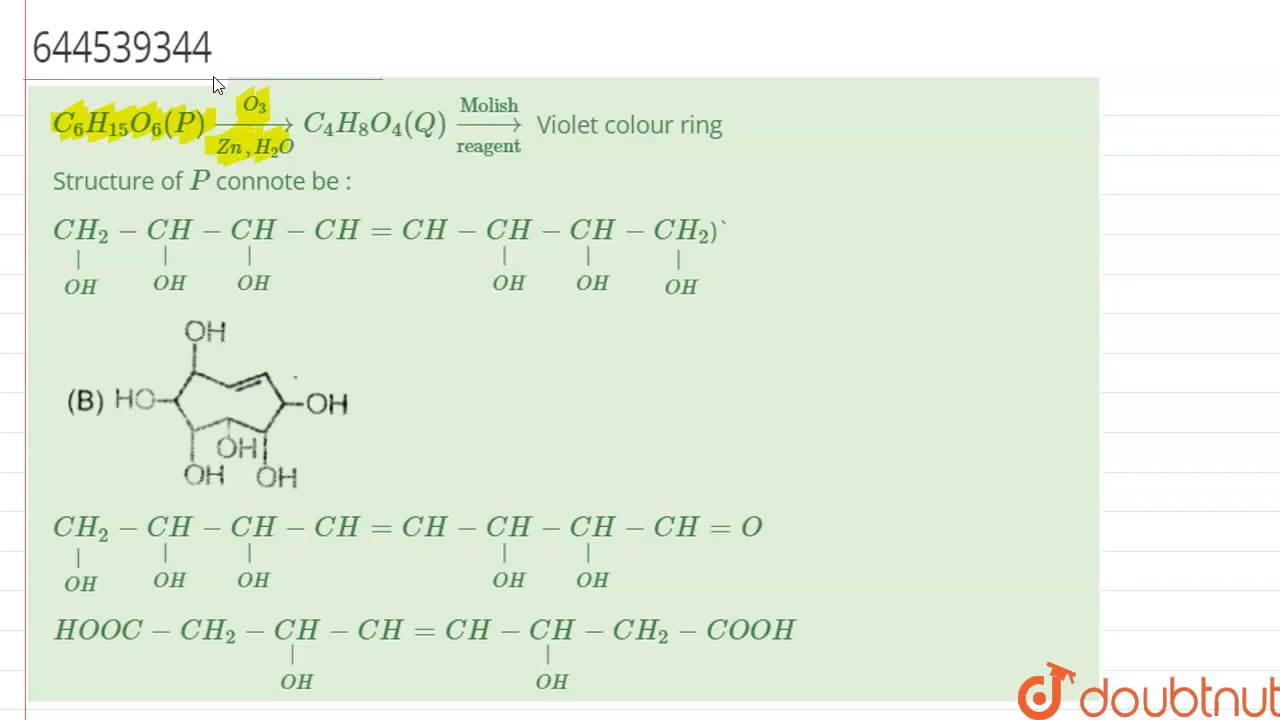 644539344
C₆H₁₅O₆(P) →[O₃ / Zn, H₂O] C₄H₈O₄(Q) →[Molish / reagent] Violet colour ring
Structure of P connote be :
CH₂ − CH − CH − CH = CH − CH − CH − CH₂)`
| | | | | |
OH OH OH OH OH OH
OH
(B) HO OH
OH
OH OH
CH₂ − CH − CH − CH = CH − CH − CH − CH = O
| | | | |
OH OH OH OH OH
HOOC − CH₂ − CH − CH = CH − CH − CH₂ − COOH
| |
OH OH
doubtnut